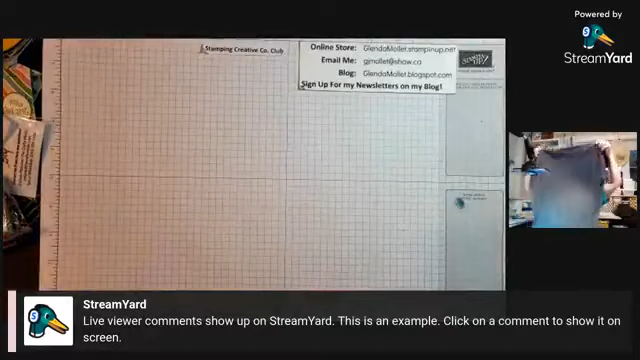 Powered by
StreamYard
Stamping Creative Co. Club
Online Store: GlendaMollet.stampinup.net
Email Me: gjmollet@shaw.ca
Blog: GlendaMollet.blogspot.com
Sign Up For my Newsletters on my Blog!
STAMPIN' UP!
StreamYard
Live viewer comments show up on StreamYard. This is an example. Click on a comment to show it on
screen.